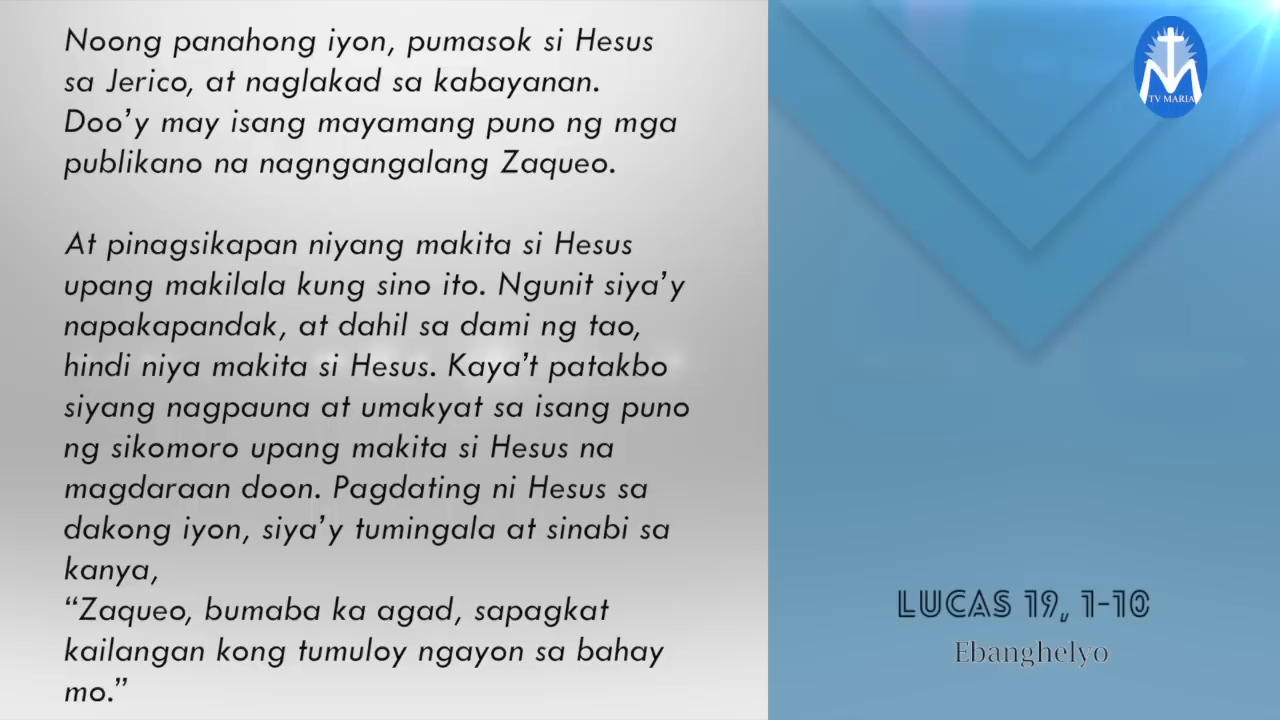 Noong panahong iyon, pumasok si Hesus
sa Jerico, at naglakad sa kabayanan.
Doo’y may isang mayamang puno ng mga
publikano na nagngangalang Zaqueo.
At pinagsikapan niyang makita si Hesus
upang makilala kung sino ito. Ngunit siya’y
napakapandak, at dahil sa dami ng tao,
hindi niya makita si Hesus. Kaya’t patakbo
siyang nagpauna at umakyat sa isang puno
ng sikomoro upang makita si Hesus na
magdaraan doon. Pagdating ni Hesus sa
dakong iyon, siya’y tumingala at sinabi sa
kanya,
“Zaqueo, bumaba ka agad, sapagkat
kailangan kong tumuloy ngayon sa bahay
mo.”
TV MARIA
LUCAS 19, 1-10
Ebanghelyo